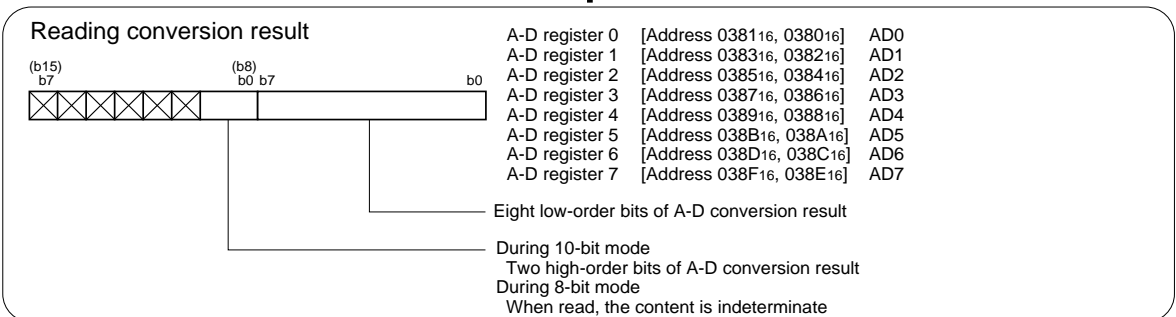 Reading conversion result
(b15) (b8)
b7 b0 b7 b0
A-D register 0 [Address 038116, 038016] AD0
A-D register 1 [Address 038316, 038216] AD1
A-D register 2 [Address 038516, 038416] AD2
A-D register 3 [Address 038716, 038616] AD3
A-D register 4 [Address 038916, 038816] AD4
A-D register 5 [Address 038B16, 038A16] AD5
A-D register 6 [Address 038D16, 038C16] AD6
A-D register 7 [Address 038F16, 038E16] AD7
Eight low-order bits of A-D conversion result
During 10-bit mode
Two high-order bits of A-D conversion result
During 8-bit mode
When read, the content is indeterminate